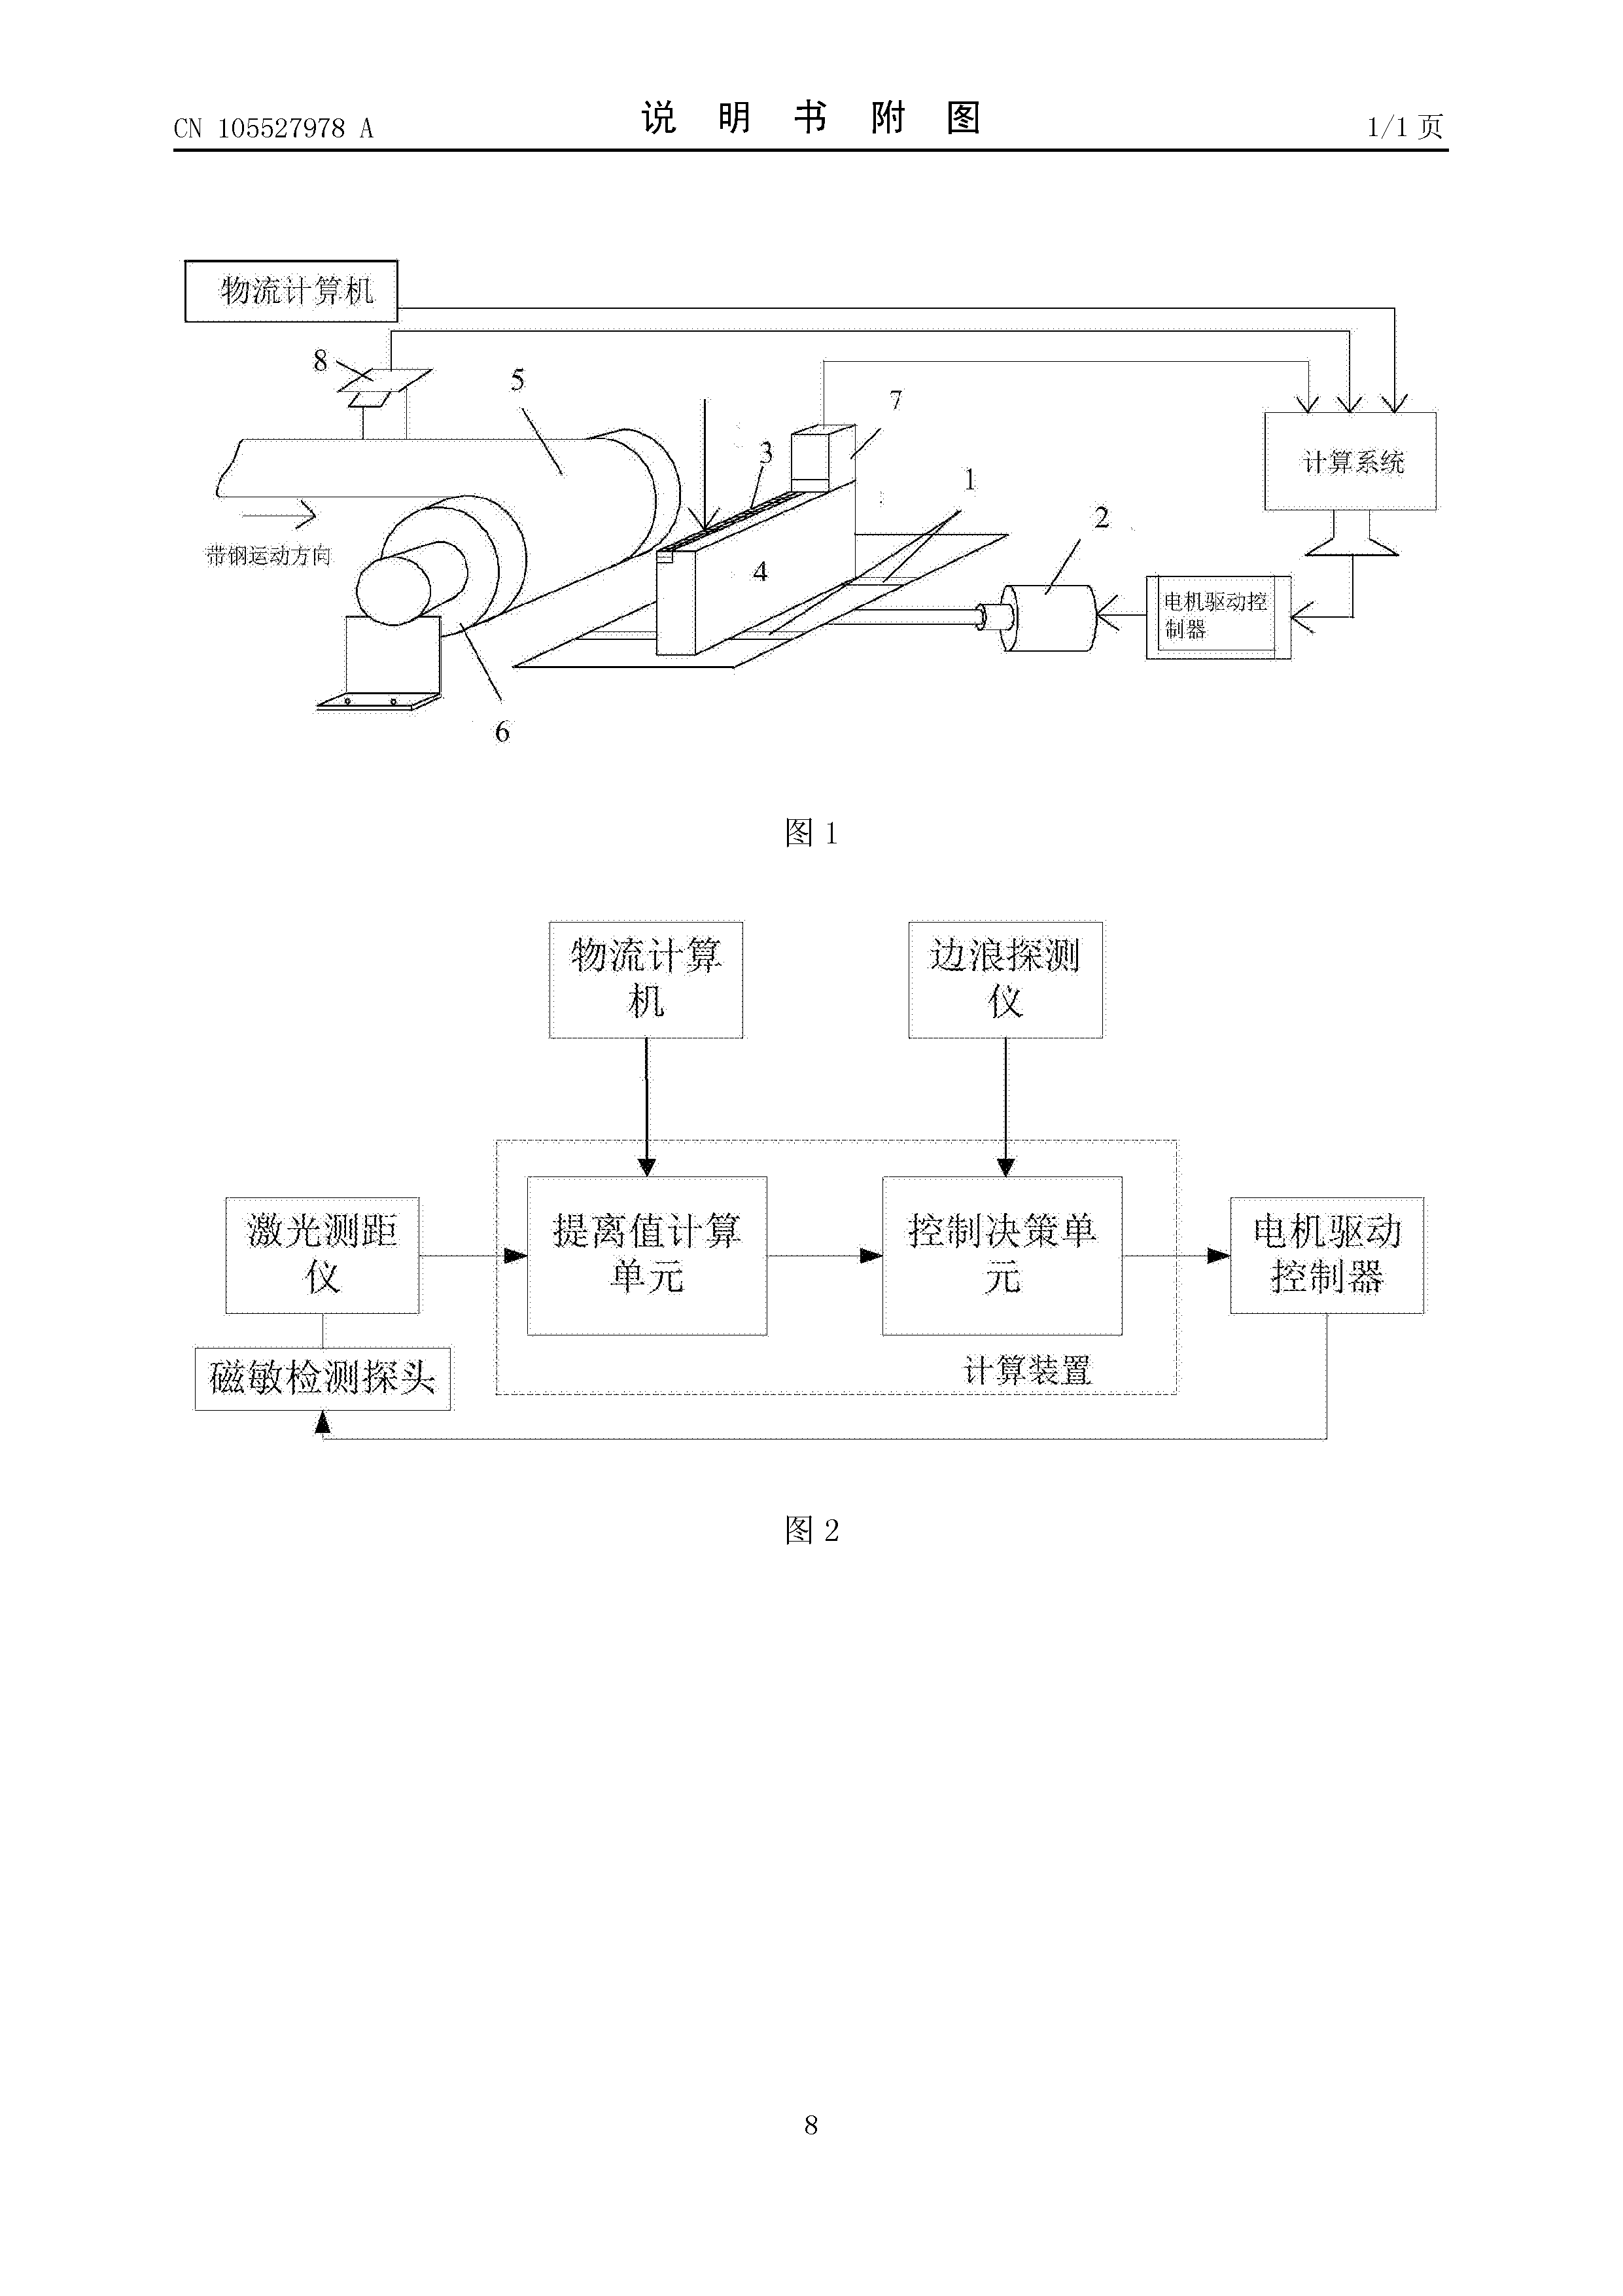 CN 105527978 A
说 明 书 附 图
1/1 页
物流计算机
8
5
7
3
1
计算系统
2
带钢运动方向
4
电机驱动控
制器
6
图 1
物流计算
机
边浪探测
仪
激光测距
仪
提离值计算
单元
控制决策单
元
电机驱动
控制器
计算装置
磁敏检测探头
图 2
8